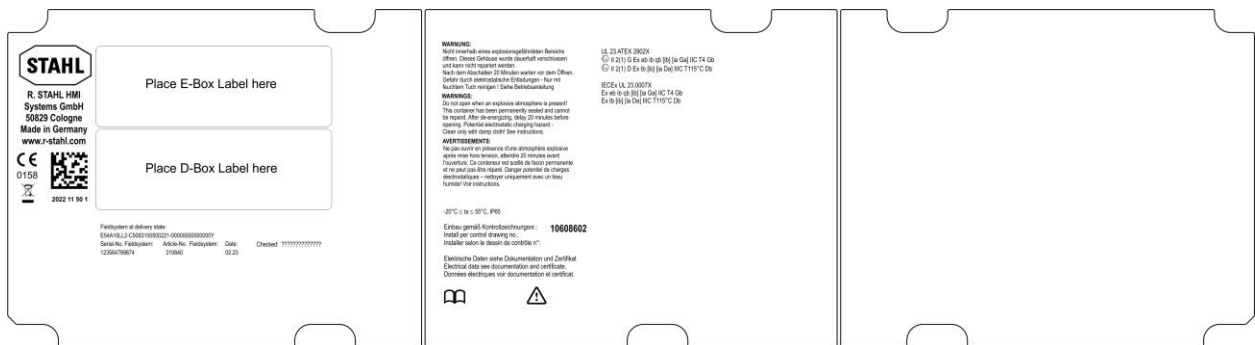 STAHL
R. STAHL HMI
Systems GmbH
50829 Cologne
Made in Germany
www.r-stahl.com
CE
0158
2022 11 50 1
Place E-Box Label here
Place D-Box Label here
Fieldsystem at delivery state:
Serial-No. Fieldsystem: Article-No. Fieldsystem: Date: Checked: ??????????????
123564789874 310840 02.23
WARNUNG:
Nicht innerhalb eines explosionsgefährdeten Bereichs
öffnen. Dieses Gehäuse wurde dauerhaft verschlossen
und kann nicht repariert werden.
Nach dem Abschalten 20 Minuten warten vor dem Öffnen.
Gefahr durch elektrostatische Entladungen - Nur mit
feuchtem Tuch reinigen ! Siehe Betriebsanleitung
WARNINGS:
Do not open when an explosive atmosphere is present!
This container has been permanently sealed and cannot
be repaird. After de-energizing, delay 20 minutes before
opening. Potential electrostatic charging hazard -
Clean only with damp cloth! See instructions.
AVERTISSEMENTS:
Ne pas ouvrir en présence d'une atmosphère explosive
après mise hors tension, attendre 20 minutes avant
l'ouverture. Ce conteneur est scellé de facon permanente
et ne peut pas être réparé. Danger potentiel de charges
électrostatiques – nettoyer uniquement avec un tissu
humide! Voir instructions.
-20°C ≤ ta ≤ 55°C, IP65
Einbau gemäß Kontrollzeichnungsnr.: 10608602
Install per control drawing no.:
Installer selon le dessin de contrôle n°:
Elektrische Daten siehe Dokumentation und Zertifikat
Electrical data see documentation and certificate.
Données électriques voir documentation et certificat.
UL 23 ATEX 2902X
II 2(1) G Ex eb ib qb [ib] [ia Ga] IIC T4 Gb
II 2(1) D Ex tb [ib] [ia Da] IIIC T115°C Db
IECEx UL 23.0007X
Ex eb ib qb [ib] [ia Ga] IIC T4 Gb
Ex tb [ib] [ia Da] IIIC T115°C Db